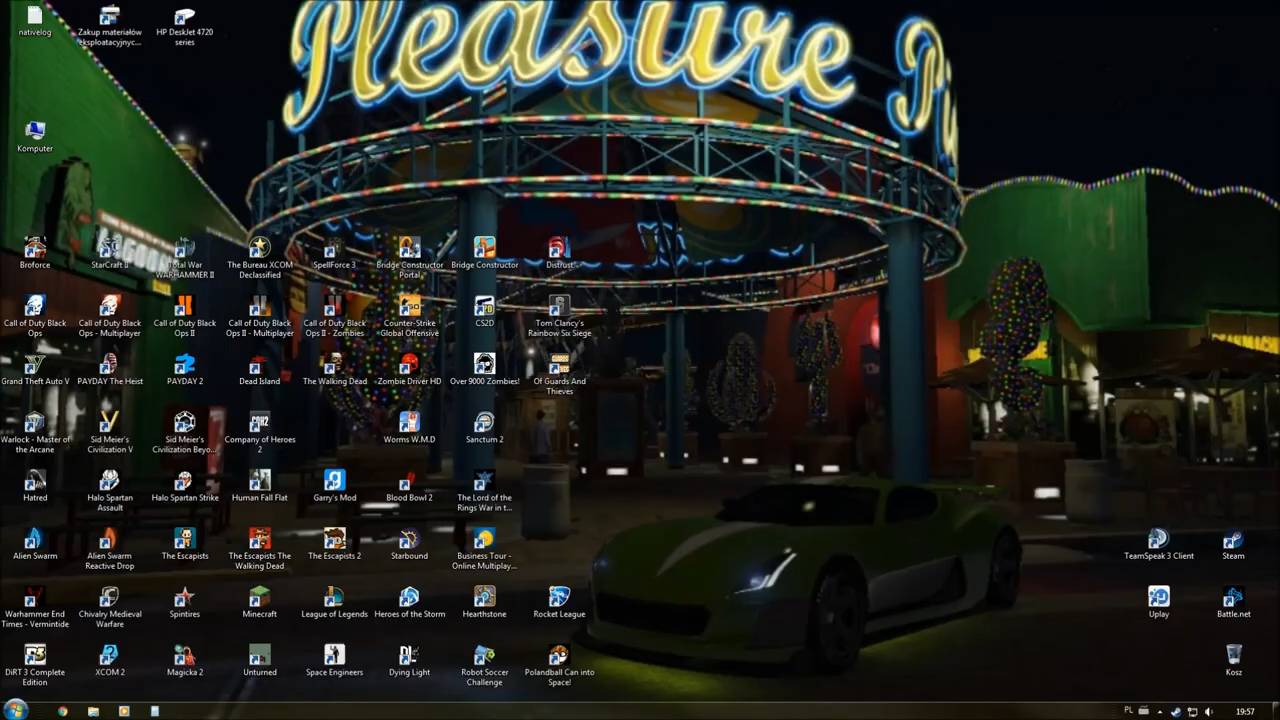 Pleasure Pi
nativelog
Zakup materiałów
eksploatacyjnyc...
HP DeskJet 4720
series
Komputer
Broforce
StarCraft II
Total War
WARHAMMER II
The Bureau XCOM
Declassified
SpellForce 3
Bridge Constructor
Portal
Bridge Constructor
Distrust
Call of Duty Black
Ops
Call of Duty Black
Ops - Multiplayer
Call of Duty Black
Ops II
Call of Duty Black
Ops II - Multiplayer
Call of Duty Black
Ops II - Zombies
Counter-Strike
Global Offensive
CS2D
Tom Clancy's
Rainbow Six Siege
Grand Theft Auto V
PAYDAY The Heist
PAYDAY 2
Dead Island
The Walking Dead
Zombie Driver HD
Over 9000 Zombies!
Of Guards And
Thieves
Warlock - Master of
the Arcane
Sid Meier's
Civilization V
Sid Meier's
Civilization Beyo...
Company of Heroes
2
Worms W.M.D
Sanctum 2
Hatred
Halo Spartan
Assault
Halo Spartan Strike
Human Fall Flat
Garry's Mod
Blood Bowl 2
The Lord of the
Rings War in t...
Alien Swarm
Alien Swarm
Reactive Drop
The Escapists
The Escapists The
Walking Dead
The Escapists 2
Starbound
Business Tour -
Online Multiplay...
TeamSpeak 3 Client
Steam
Warhammer End
Times - Vermintide
Chivalry Medieval
Warfare
Spintires
Minecraft
League of Legends
Heroes of the Storm
Hearthstone
Rocket League
Uplay
Battle.net
DiRT 3 Complete
Edition
XCOM 2
Magicka 2
Unturned
Space Engineers
Dying Light
Robot Soccer
Challenge
Polandball Can into
Space!
Kosz
PL
19:57